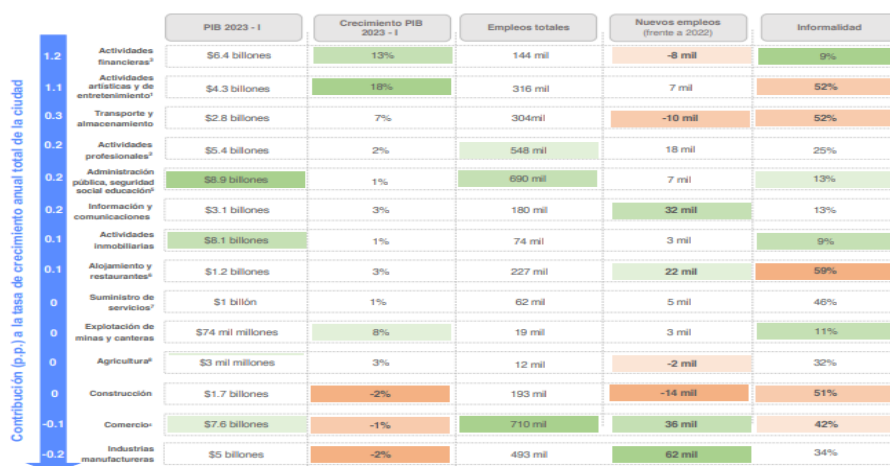 PIB 2023 - I
Crecimiento PIB
2023 - I
Empleos totales
Nuevos empleos
(frente a 2022)
Informalidad
Contribución (p.p.) a la tasa de crecimiento anual total de la ciudad
1.2
Actividades
financieras³
$6.4 billones
13%
144 mil
-8 mil
9%
1.1
Actividades
artísticas y de
entretenimiento¹
$4.3 billones
18%
316 mil
7 mil
52%
0.3
Transporte y
almacenamiento
$2.8 billones
7%
304mil
-10 mil
52%
0.2
Actividades
profesionales²
$5.4 billones
2%
548 mil
18 mil
25%
0.2
Administración
pública, seguridad
social educación⁵
$8.9 billones
1%
690 mil
7 mil
13%
0.2
Información y
comunicaciones
$3.1 billones
3%
180 mil
32 mil
13%
0.1
Actividades
inmobiliarias
$8.1 billones
1%
74 mil
3 mil
9%
0.1
Alojamiento y
restaurantes⁶
$1.2 billones
3%
227 mil
22 mil
59%
0
Suministro de
servicios⁷
$1 billón
1%
62 mil
5 mil
46%
0
Explotación de
minas y canteras
$74 mil millones
8%
19 mil
3 mil
11%
0
Agricultura⁸
$3 mil millones
3%
12 mil
-2 mil
32%
0
Construcción
$1.7 billones
-2%
193 mil
-14 mil
51%
-0.1
Comercio
$7.6 billones
-1%
710 mil
36 mil
42%
-0.2
Industrias
manufactureras
$5 billones
-2%
493 mil
62 mil
34%